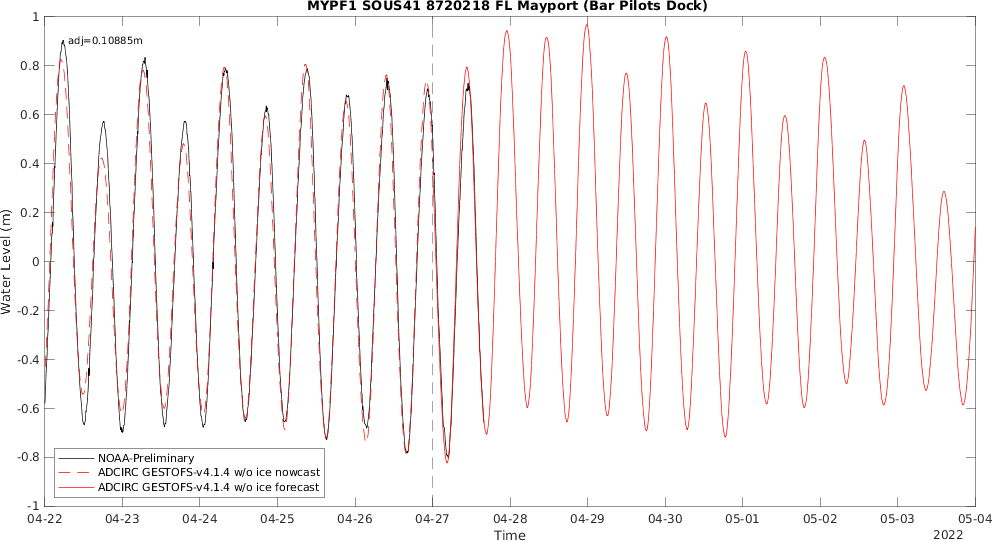 MYPF1 SOUS41 8720218 FL Mayport (Bar Pilots Dock)
adj=0.10885m
Water Level (m)
1
0.8
0.6
0.4
0.2
0
-0.2
-0.4
-0.6
-0.8
-1
NOAA-Preliminary
ADCIRC GESTOFS-v4.1.4 w/o ice nowcast
ADCIRC GESTOFS-v4.1.4 w/o ice forecast
04-22 04-23 04-24 04-25 04-26 04-27 04-28 04-29 04-30 05-01 05-02 05-03 05-04
Time
2022